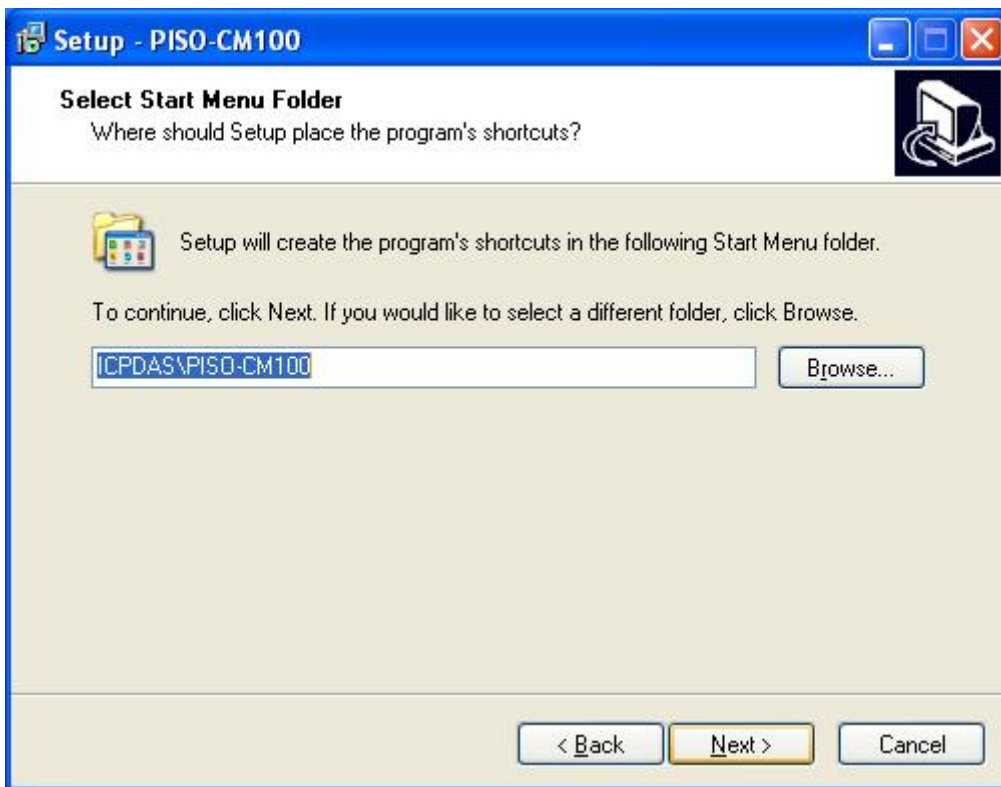 Setup - PISO-CM100
Select Start Menu Folder
Where should Setup place the program's shortcuts?
Setup will create the program's shortcuts in the following Start Menu folder.
To continue, click Next. If you would like to select a different folder, click Browse.
ICPDAS\PISO-CM100
Browse...
< Back
Next >
Cancel